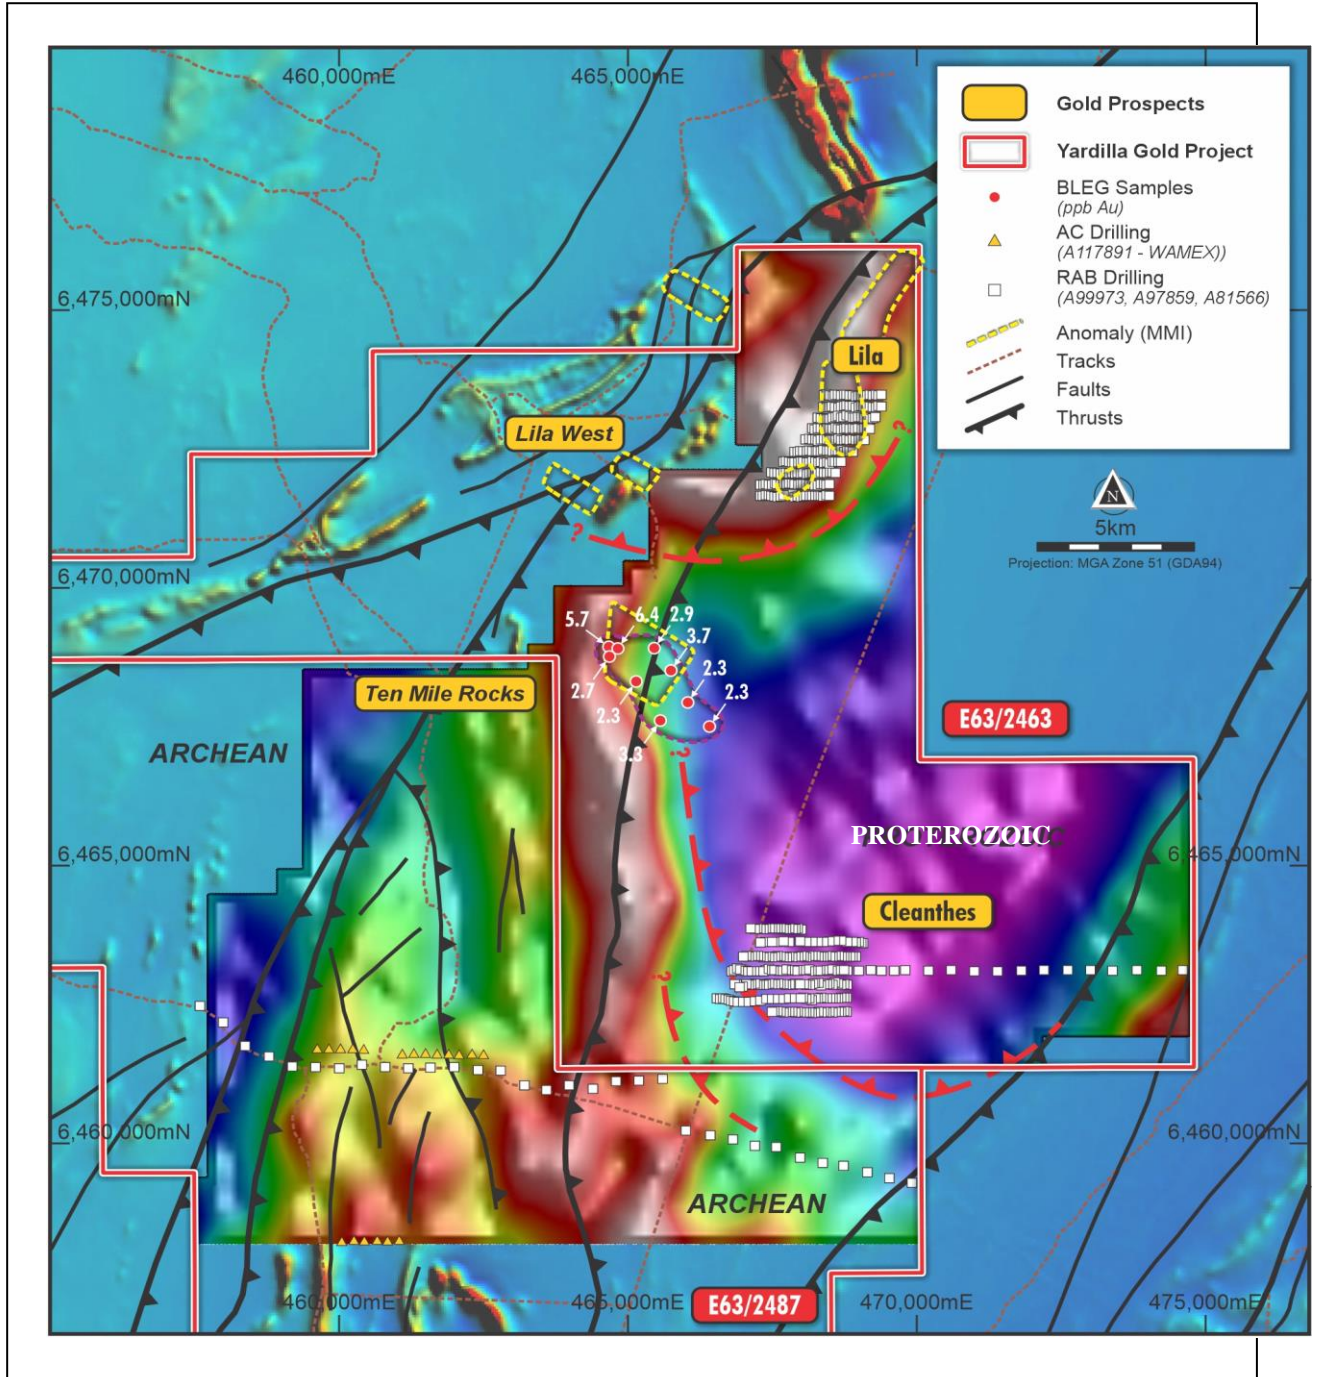 460,000mE
465,000mE
Gold Prospects
Yardilla Gold Project
BLEG Samples
(ppb Au)
AC Drilling
(A117891 - WAMEX))
RAB Drilling
(A99973, A97859, A81566)
Anomaly (MMI)
Tracks
Faults
Thrusts
6,475,000mN
Lila
Lila West
?
?
N
5km
Projection: MGA Zone 51 (GDA94)
6,470,000mN
5.7
6.4
2.9
3.7
2.3
2.7
2.3
2.3
3.3
Ten Mile Rocks
E63/2463
ARCHEAN
?
PROTEROZOIC
6,465,000mN
6,465,000mN
Cleanthes
?
6,460,000mN
6,460,000mN
ARCHEAN
460,000mE
465,000mE
E63/2487
470,000mE
475,000mE